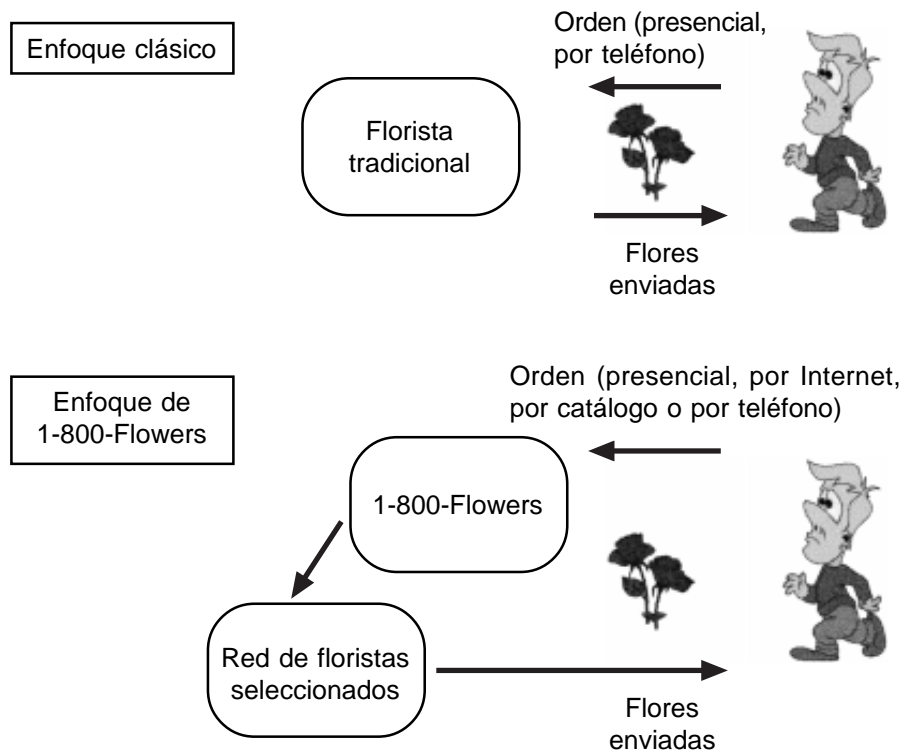 Enfoque clásico
Orden (presencial,
por teléfono)
Florista
tradicional
Flores
enviadas
Enfoque de
1-800-Flowers
Orden (presencial, por Internet,
por catálogo o por teléfono)
1-800-Flowers
Red de floristas
seleccionados
Flores
enviadas